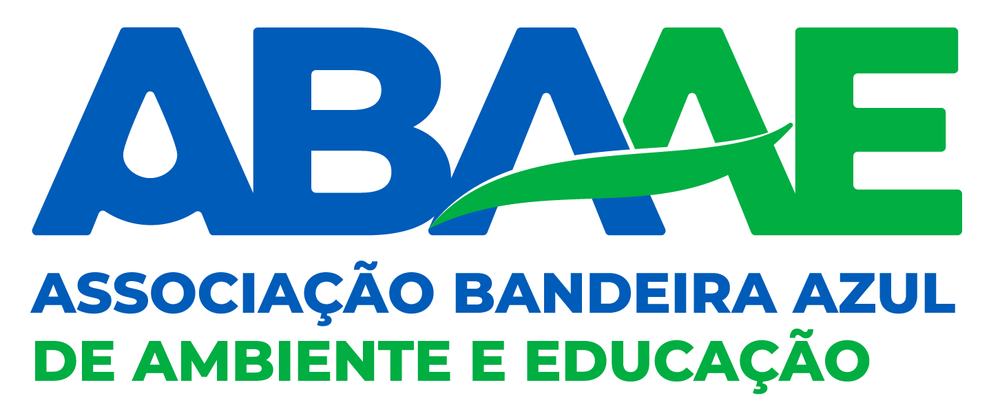 ABAAE
ASSOCIAÇÃO BANDEIRA AZUL
DE AMBIENTE E EDUCAÇÃO